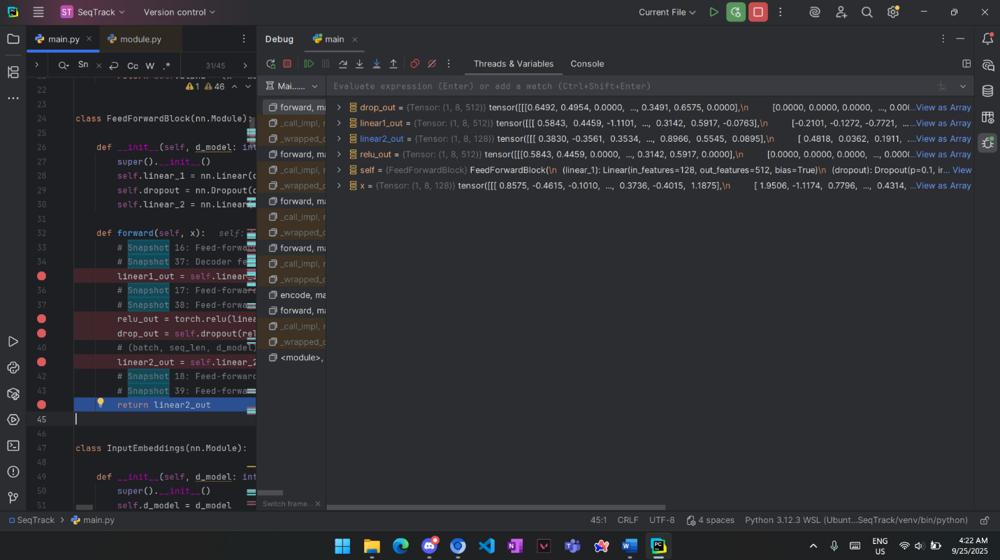 ST SeqTrack Version control Current File
main.py module.py Debug main
Sn Cc W .* 31/45 Threads & Variables Console
1 46 Mai...... Evaluate expression (Enter) or add a watch (Ctrl+Shift+Enter)
22
23
24 class FeedForwardBlock(nn.Module):
25
26 def __init__(self, d_model: int
27 super().__init__()
28 self.linear_1 = nn.Linear(
29 self.dropout = nn.Dropout(
30 self.linear_2 = nn.Linear(
31
32 def forward(self, x): self:
33 # Snapshot 16: Feed-forward
34 # Snapshot 37: Decoder fe
linear1_out = self.linear_
36 # Snapshot 17: Feed-forward
37 # Snapshot 38: Feed-forward
relu_out = torch.relu(linea
drop_out = self.dropout(rel
40 # (batch, seq_len, d_model)
linear2_out = self.linear_2
42 # Snapshot 18: Feed-forward
43 # Snapshot 39: Feed-forwa
return linear2_out
45
46
47 class InputEmbeddings(nn.Module):
48
49 def __init__(self, d_model: int
50 super().__init__()
51 self.d_model = d_model
forward, ma
_call_impl, r
_wrapped_c
forward, ma
_call_impl, r
_wrapped_c
forward, ma
_call_impl, r
_wrapped_c
forward, ma
_call_impl, r
_wrapped_c
encode, ma
forward, ma
_call_impl, r
_wrapped_c
<module>,
Switch frame...
drop_out = {Tensor: (1, 8, 512)} tensor([[[0.6492, 0.4954, 0.0000, ..., 0.3491, 0.6575, 0.0000],\n [0.0000, 0.0000, 0.0000, ..., 0.00(...View as Array
linear1_out = {Tensor: (1, 8, 512)} tensor([[[ 0.5843, 0.4459, -1.1101, ..., 0.3142, 0.5917, -0.0763],\n [-0.2101, -0.1272, -0.7721, ... ...View as Array
linear2_out = {Tensor: (1, 8, 128)} tensor([[[ 0.3830, -0.3561, 0.3534, ..., 0.8966, 0.5545, 0.0895],\n [ 0.4818, 0.0362, 0.1911, ...View as Array
relu_out = {Tensor: (1, 8, 512)} tensor([[[0.5843, 0.4459, 0.0000, ..., 0.3142, 0.5917, 0.0000],\n [0.0000, 0.0000, 0.0000, ..., 0.0000...View as Array
self = {FeedForwardBlock} FeedForwardBlock(\n (linear_1): Linear(in_features=128, out_features=512, bias=True)\n (dropout): Dropout(p=0.1, ir... View
x = {Tensor: (1, 8, 128)} tensor([[[ 0.8575, -0.4615, -0.1010, ..., 0.3736, -0.4015, 1.1875],\n [ 1.9506, -1.1174, 0.7796, ..., 0.4314, ...View as Array
SeqTrack main.py 45:1 CRLF UTF-8 4 spaces Python 3.12.3 WSL (Ubunt...SeqTrack/venv/bin/python)
ENG
US
4:22 AM
9/25/2025